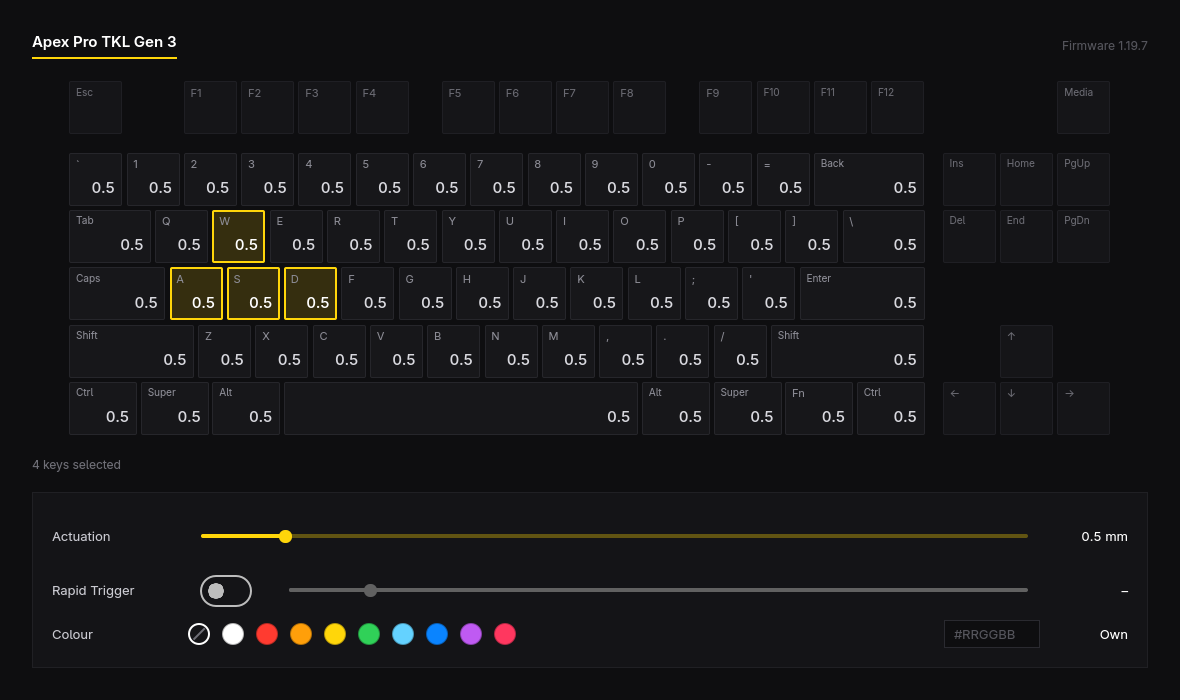 Apex Pro TKL Gen 3
Firmware 1.19.7
Esc F1 F2 F3 F4 F5 F6 F7 F8 F9 F10 F11 F12 Media
` 1 2 3 4 5 6 7 8 9 0 - = Back Ins Home PgUp
0.5 0.5 0.5 0.5 0.5 0.5 0.5 0.5 0.5 0.5 0.5 0.5 0.5 0.5
Tab Q W E R T Y U I O P [ ] \ Del End PgDn
0.5 0.5 0.5 0.5 0.5 0.5 0.5 0.5 0.5 0.5 0.5 0.5 0.5 0.5
Caps A S D F G H J K L ; ' Enter
0.5 0.5 0.5 0.5 0.5 0.5 0.5 0.5 0.5 0.5 0.5 0.5 0.5
Shift Z X C V B N M , . / Shift ↑
0.5 0.5 0.5 0.5 0.5 0.5 0.5 0.5 0.5 0.5 0.5 0.5
Ctrl Super Alt Alt Super Fn Ctrl ← ↓ →
0.5 0.5 0.5 0.5 0.5 0.5 0.5 0.5
4 keys selected
Actuation 0.5 mm
Rapid Trigger –
Colour #RRGGBB Own